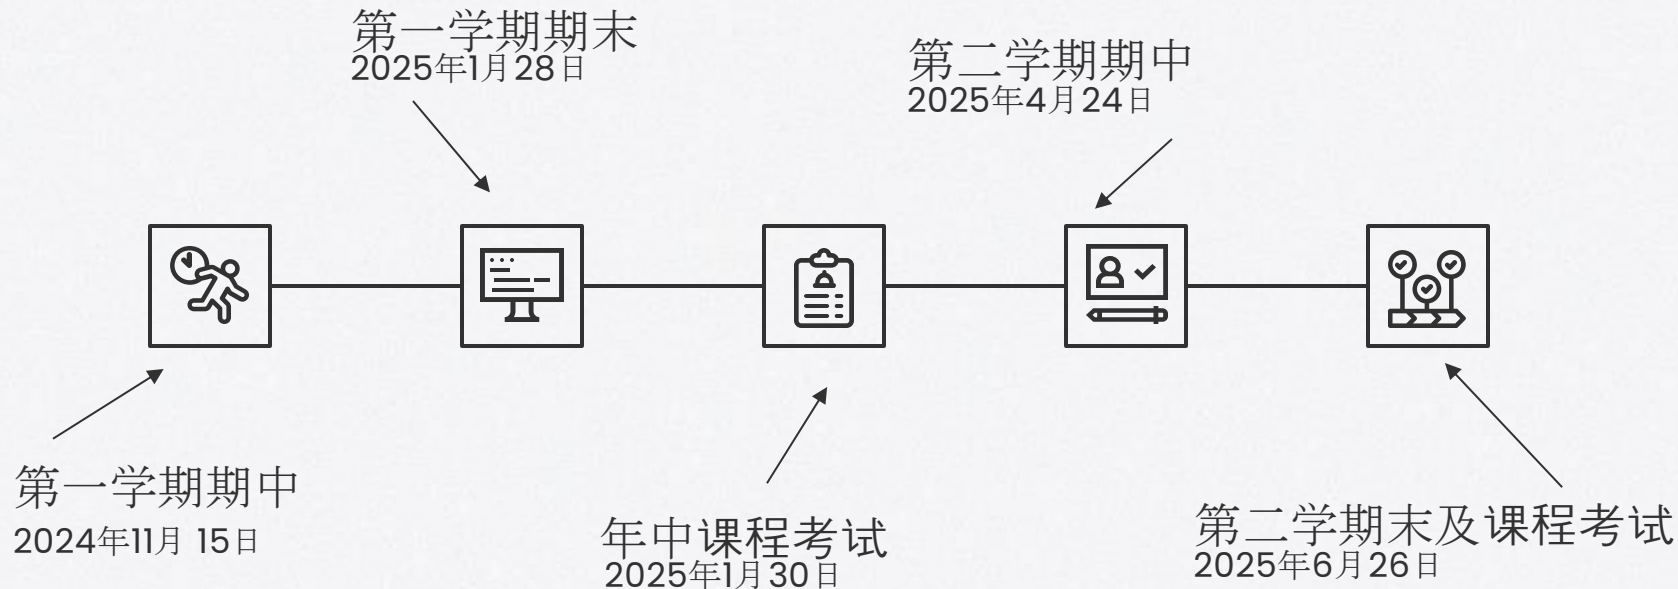 第一学期期末
2025年1月28日
第二学期期中
2025年4月24日
第一学期期中
2024年11月 15日
年中课程考试
2025年1月30日
第二学期末及课程考试
2025年6月26日